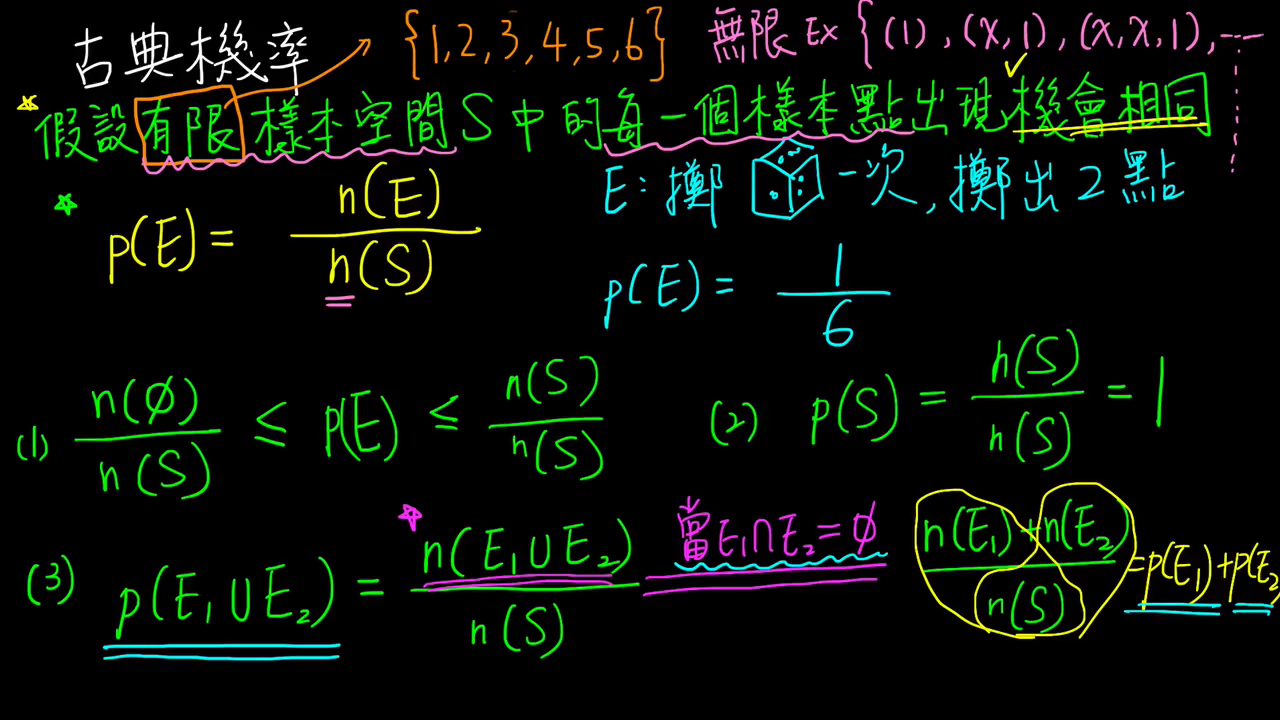 古典機率 {1,2,3,4,5,6} 無限 Ex {(1), (x,1), (x,x,1), ......
假設有限樣本空間S中的每一個樣本點出現機會相同
E: 擲 一次, 擲出2點
p(E) = n(E) / n(S)
p(E) = 1 / 6
(1) n(∅) / n(S) ≤ p(E) ≤ n(S) / n(S)
(2) p(S) = n(S) / n(S) = 1
(3) p(E₁∪E₂) = n(E₁∪E₂) / n(S) 當E₁∩E₂=∅ n(E₁)+n(E₂) / n(S) = p(E₁)+p(E₂